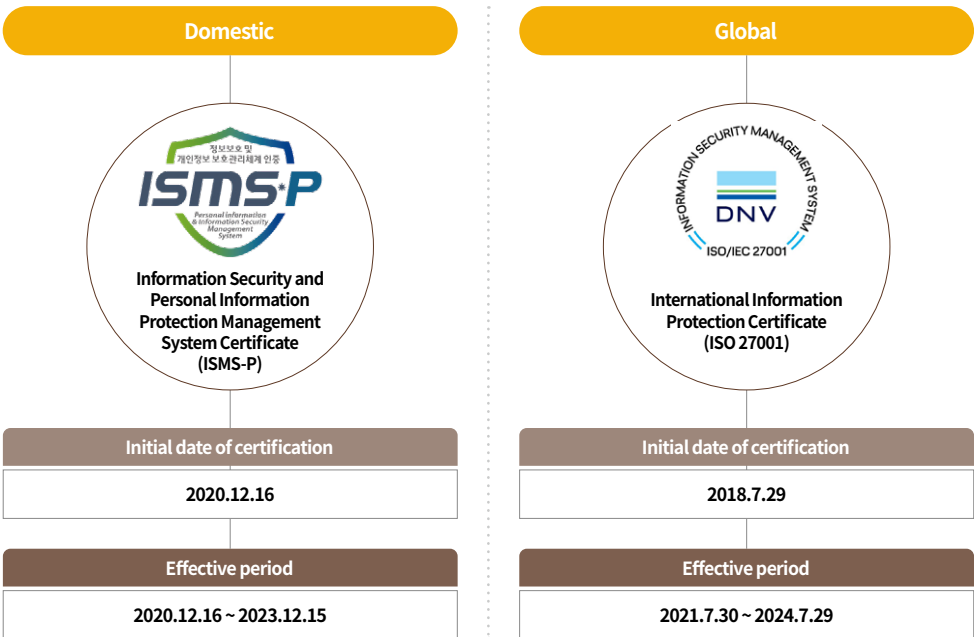 Domestic
정보보호 및
개인정보 보호관리체계 인증
ISMS-P
Personal information
& Information Security
Management
System
Information Security and
Personal Information
Protection Management
System Certificate
(ISMS-P)
Initial date of certification
2020.12.16
Effective period
2020.12.16 ~ 2023.12.15
Global
INFORMATION SECURITY MANAGEMENT SYSTEM
DNV
ISO/IEC 27001
International Information
Protection Certificate
(ISO 27001)
Initial date of certification
2018.7.29
Effective period
2021.7.30 ~ 2024.7.29